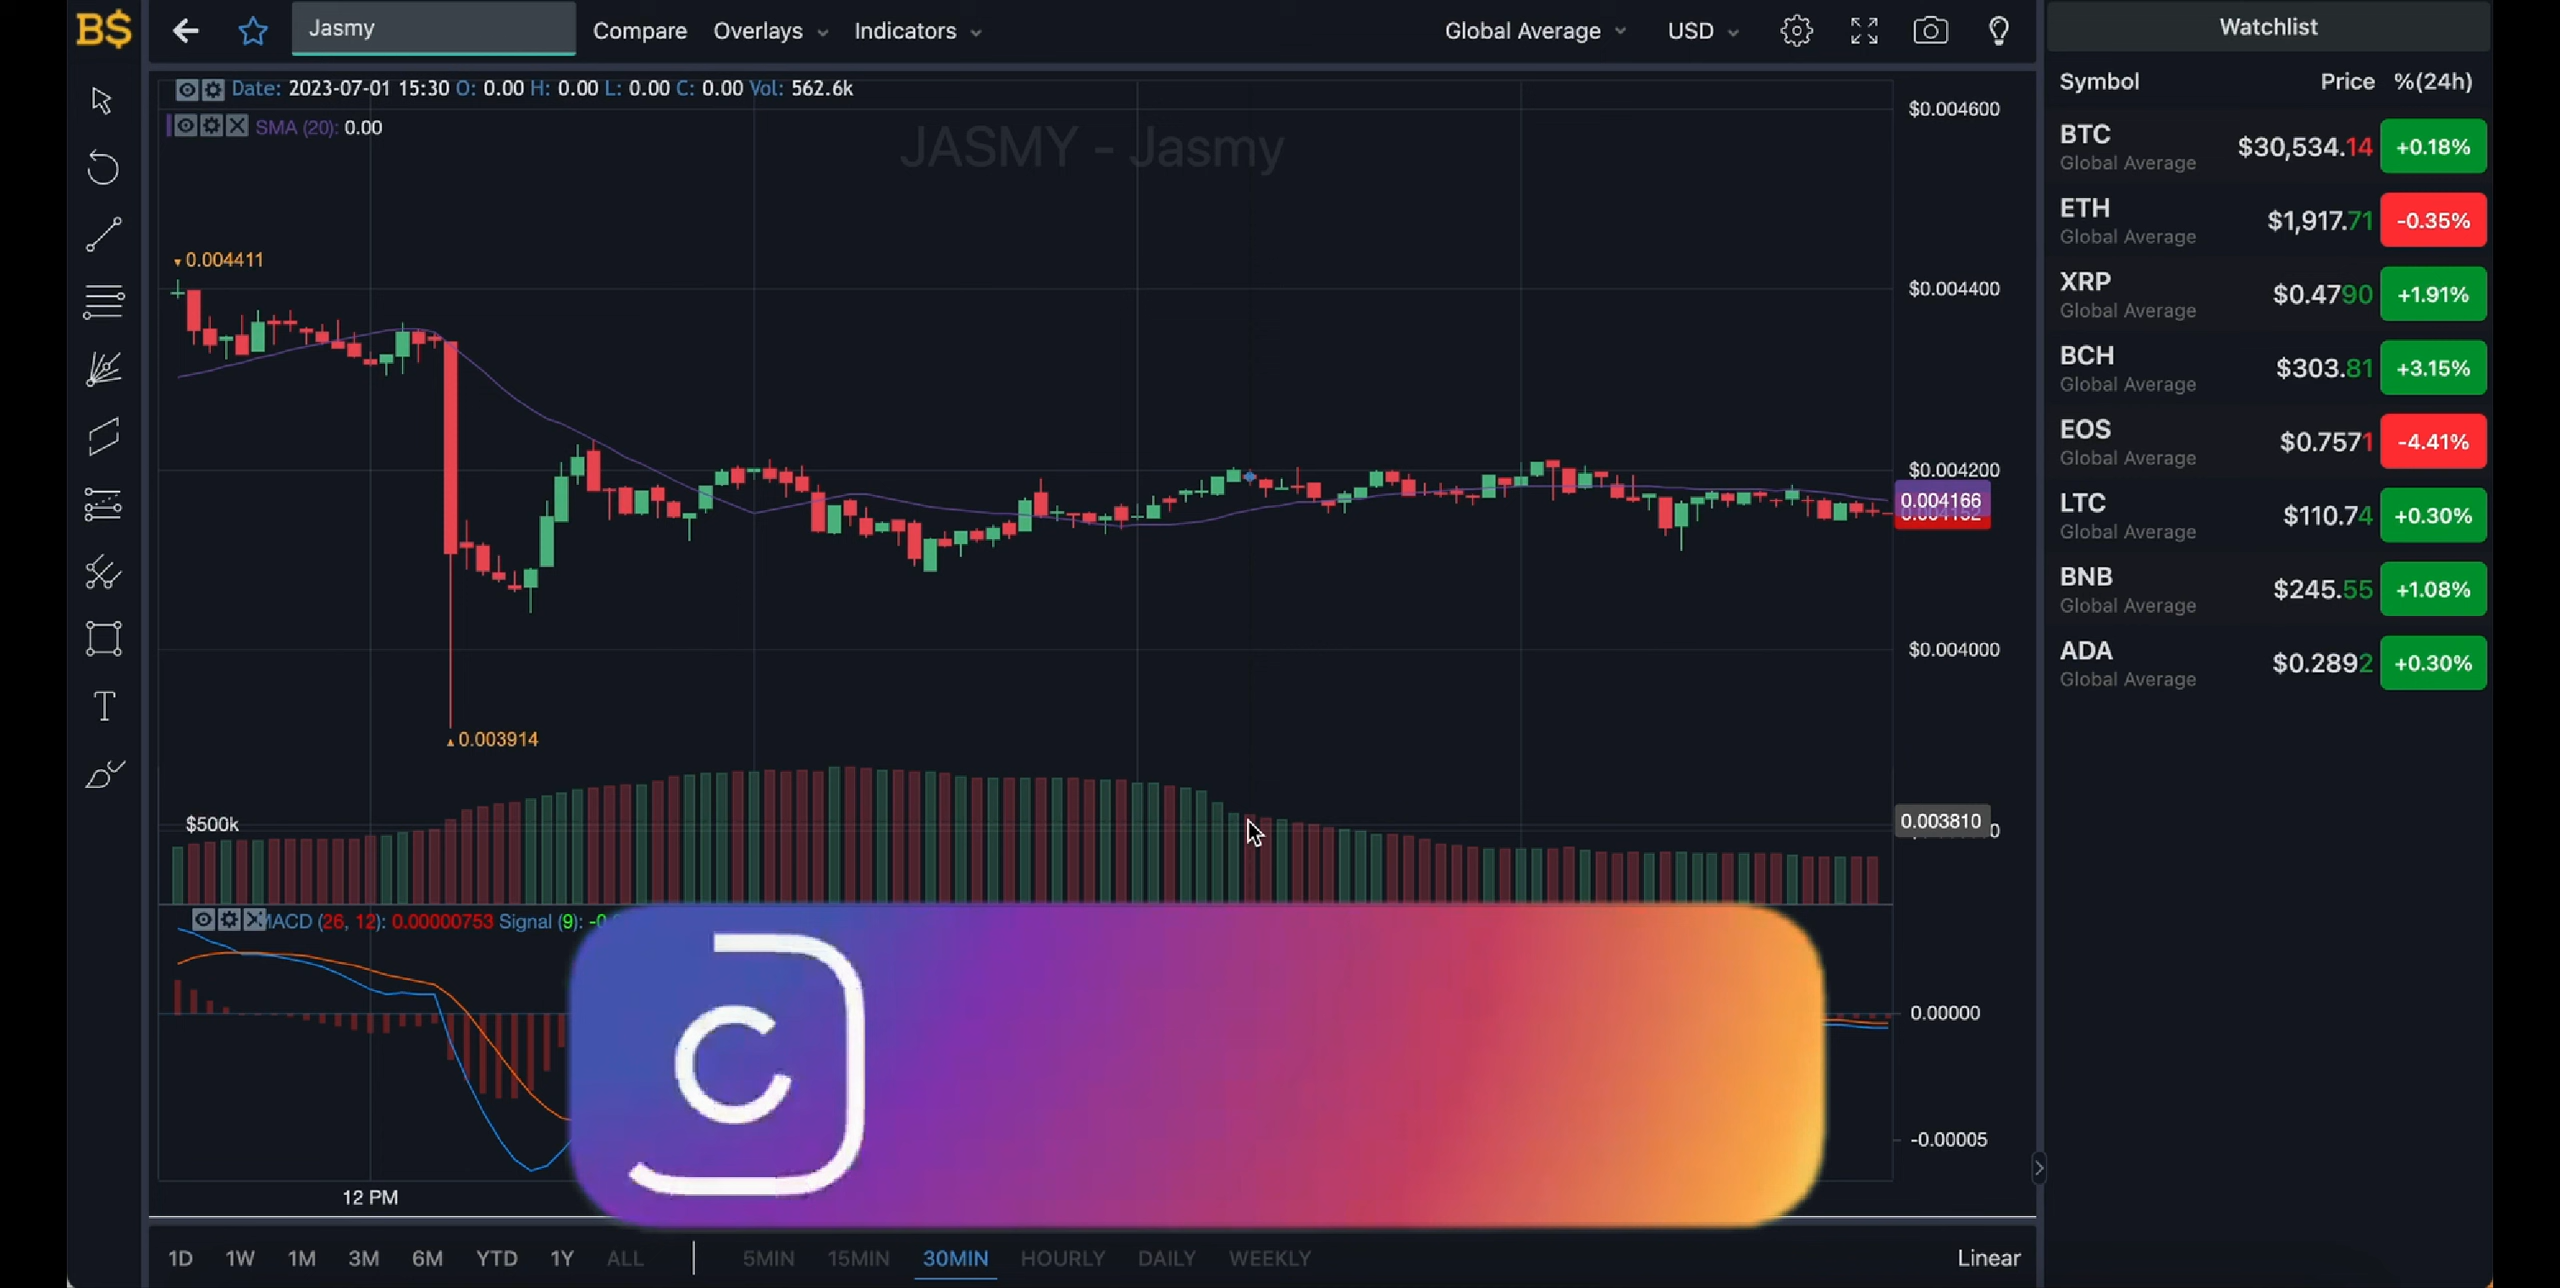 B$
Jasmy
Compare
Overlays
Indicators
Global Average
USD
Watchlist
Date: 2023-07-01 15:30 O: 0.00 H: 0.00 L: 0.00 C: 0.00 Vol: 562.6k
SMA (20): 0.00
JASMY - Jasmy
0.004411
0.003914
$0.004600
$0.004400
$0.004200
0.004166
0.004152
$0.004000
0.003810
$500k
MACD (26, 12): 0.00000753 Signal (9): -0
0.00000
-0.00005
12 PM
C
1D 1W 1M 3M 6M YTD 1Y ALL
5MIN 15MIN 30MIN HOURLY DAILY WEEKLY
Linear
Symbol Price %(24h)
BTC $30,534.14 +0.18%
Global Average
ETH $1,917.71 -0.35%
Global Average
XRP $0.4790 +1.91%
Global Average
BCH $303.81 +3.15%
Global Average
EOS $0.7571 -4.41%
Global Average
LTC $110.74 +0.30%
Global Average
BNB $245.55 +1.08%
Global Average
ADA $0.2892 +0.30%
Global Average